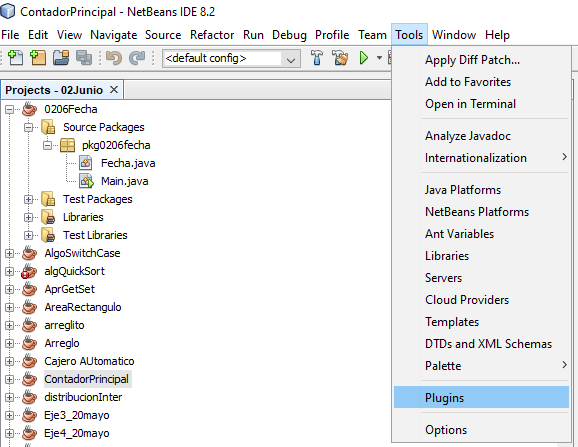 ContadorPrincipal - NetBeans IDE 8.2
File Edit View Navigate Source Refactor Run Debug Profile Team Tools Window Help
<default config>
Projects - 02Junio
0206Fecha
Source Packages
pkg0206fecha
Fecha.java
Main.java
Test Packages
Libraries
Test Libraries
AlgoSwitchCase
algQuickSort
AprGetSet
AreaRectangulo
arreglito
Arreglo
Cajero AUtomatico
ContadorPrincipal
distribucionInter
Eje3_20mayo
Eje4_20mayo
Apply Diff Patch...
Add to Favorites
Open in Terminal
Analyze Javadoc
Internationalization
Java Platforms
NetBeans Platforms
Ant Variables
Libraries
Servers
Cloud Providers
Templates
DTDs and XML Schemas
Palette
Plugins
Options